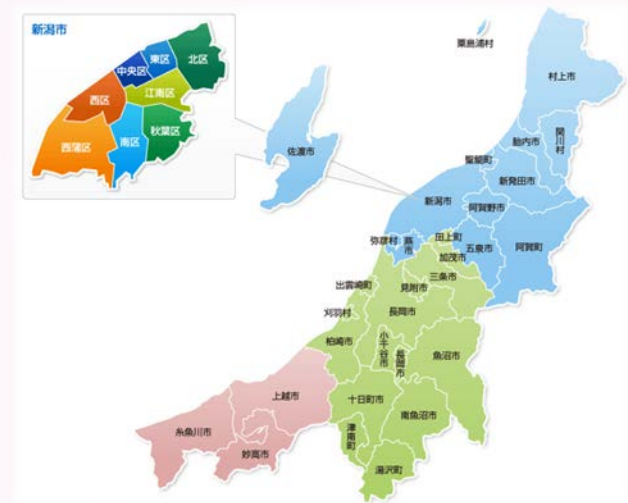 新潟市
北区
東区
中央区
江南区
西区
秋葉区
南区
西蒲区
粟島浦村
村上市
関川村
胎内市
聖籠町
新発田市
佐渡市
新潟市
阿賀野市
弥彦村
燕市
田上町
五泉市
阿賀町
加茂市
三条市
出雲崎町
見附市
長岡市
刈羽村
柏崎市
小千谷市
長岡市
魚沼市
上越市
十日町市
南魚沼市
糸魚川市
津南町
妙高市
湯沢町